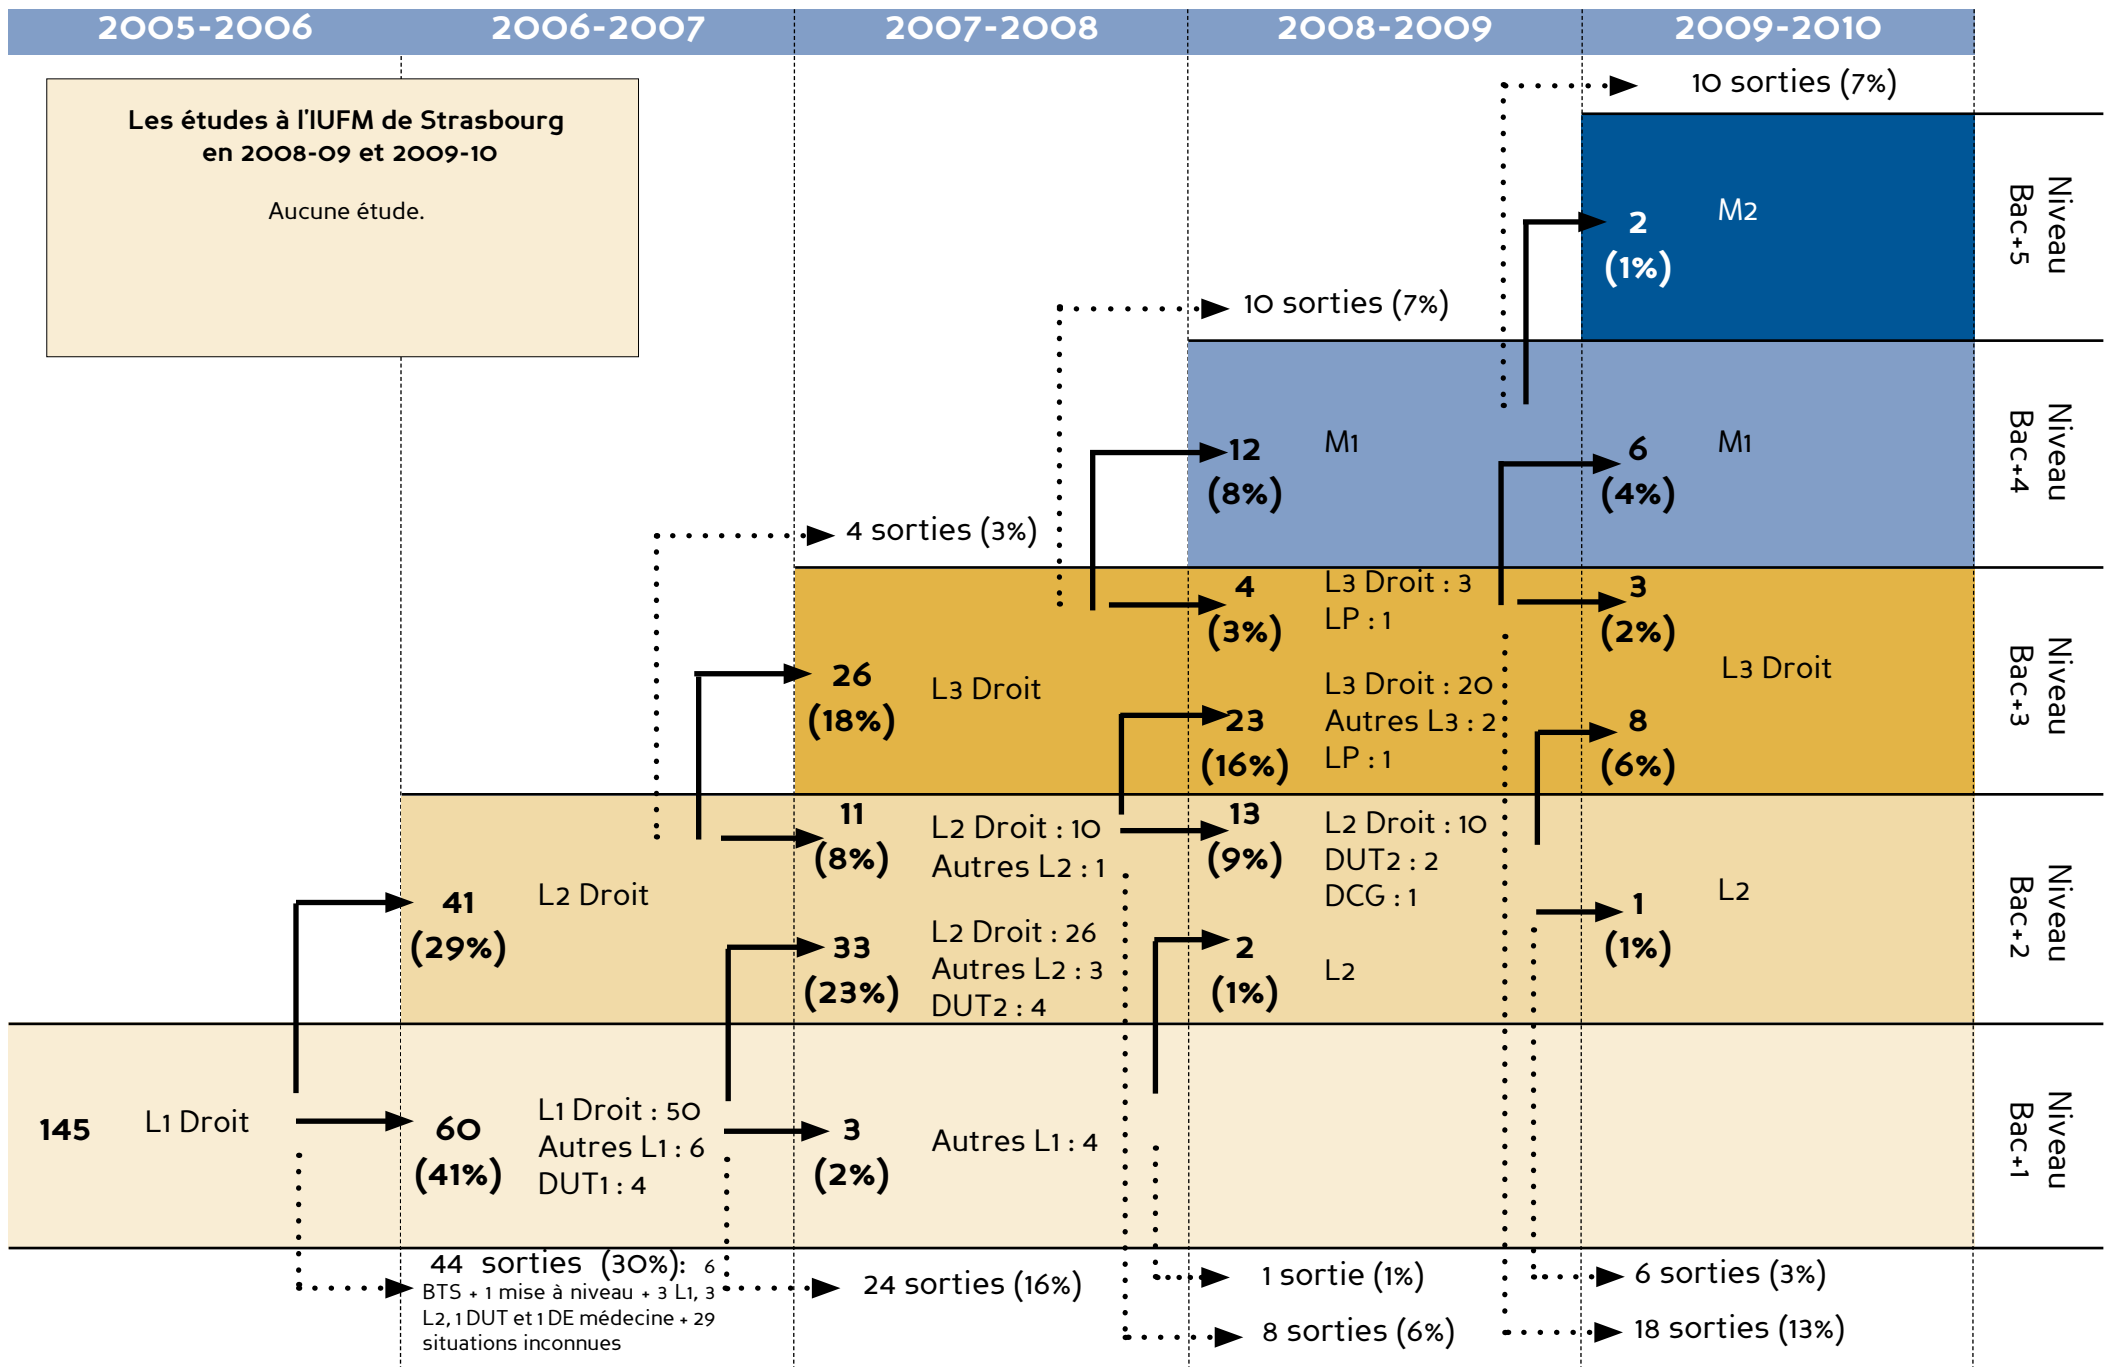 2005-2006
2006-2007
2007-2008
2008-2009
2009-2010
Les études à l'IUFM de Strasbourg
en 2008-09 et 2009-10
Aucune étude.
10 sorties (7%)
2
(1%)
M2
Niveau
Bac+5
10 sorties (7%)
12
(8%)
M1
6
(4%)
M1
Niveau
Bac+4
4 sorties (3%)
26
(18%)
L3 Droit
4
(3%)
L3 Droit : 3
LP : 1
23
(16%)
L3 Droit : 20
Autres L3 : 2
LP : 1
3
(2%)
L3 Droit
8
(6%)
Niveau
Bac+3
41
(29%)
L2 Droit
11
(8%)
L2 Droit : 10
Autres L2 : 1
33
(23%)
L2 Droit : 26
Autres L2 : 3
DUT2 : 4
13
(9%)
L2 Droit : 10
DUT2 : 2
DCG : 1
2
(1%)
L2
1
(1%)
L2
Niveau
Bac+2
145
L1 Droit
60
(41%)
L1 Droit : 50
Autres L1 : 6
DUT1 : 4
3
(2%)
Autres L1 : 4
Niveau
Bac+1
44 sorties (30%): 6
BTS + 1 mise à niveau + 3 L1, 3
L2, 1 DUT et 1 DE médecine + 29
situations inconnues
24 sorties (16%)
1 sortie (1%)
8 sorties (6%)
6 sorties (3%)
18 sorties (13%)